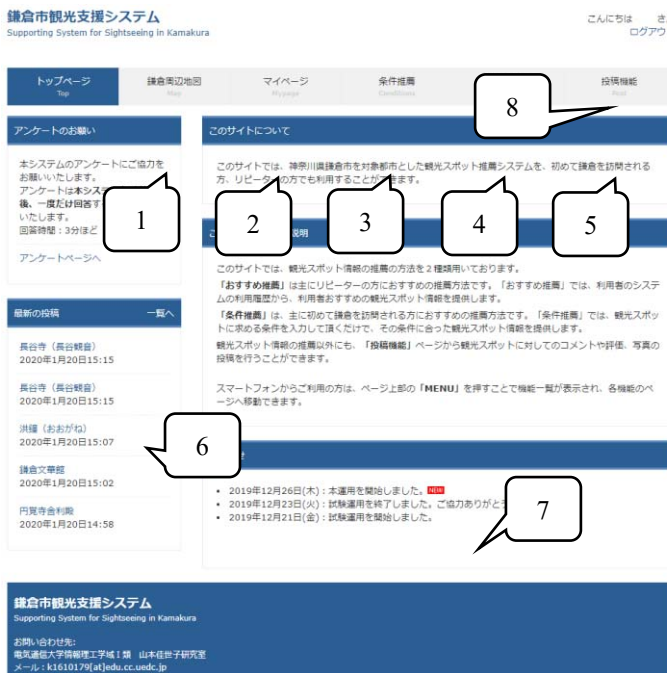 鎌倉市観光支援システム
Supporting System for Sightseeing in Kamakura
こんにちは さ
ログアウ
トップページ
Top
鎌倉周辺地図
Map
マイページ
Mypage
条件推薦
Conditions
投稿機能
Post
8
アンケートのお願い
本システムのアンケートにご協力を
お願いいたします。
アンケートは本シス
後、一度だけ回答す
いたします。
回答時間：3分ほど
アンケートページへ
1
このサイトについて
このサイトでは、神奈川県鎌倉市を対象都市とした観光スポット推薦システムを、初めて鎌倉を訪問される
方、リピーターの方でも利用することができます。
2
3
4
5
説明
このサイトでは、観光スポット情報の推薦の方法を2種類用いております。
「おすすめ推薦」は主にリピーターの方におすすめの推薦方法です。「おすすめ推薦」では、利用者のシステ
ムの利用履歴から、利用者おすすめの観光スポット情報を提供します。
「条件推薦」は、主に初めて鎌倉を訪問される方におすすめの推薦方法です。「条件推薦」では、観光スポッ
トに求める条件を入力して頂くだけで、その条件に合った観光スポット情報を提供します。
観光スポット情報の推薦以外にも、「投稿機能」ページから観光スポットに対してのコメントや評価、写真の
投稿を行うことができます。
スマートフォンからご利用の方は、ページ上部の「MENU」を押すことで機能一覧が表示され、各機能のペ
ージへ移動できます。
最新の投稿 一覧へ
長谷寺（長谷観音）
2020年1月20日15:15
長谷寺（長谷観音）
2020年1月20日15:15
洪鐘（おおがね）
2020年1月20日15:07
鎌倉文華館
2020年1月20日15:02
円覚寺舎利殿
2020年1月20日14:58
6
• 2019年12月26日(木)：本運用を開始しました。NEW
• 2019年12月23日(火)：試験運用を終了しました。ご協力ありがとう
• 2019年12月21日(金)：試験運用を開始しました。
7
鎌倉市観光支援システム
Supporting System for Sightseeing in Kamakura
お問い合わせ先:
電気通信大学情報理工学域Ⅰ類 山本佳世子研究室
メール：k1610179[at]edu.cc.uedc.jp